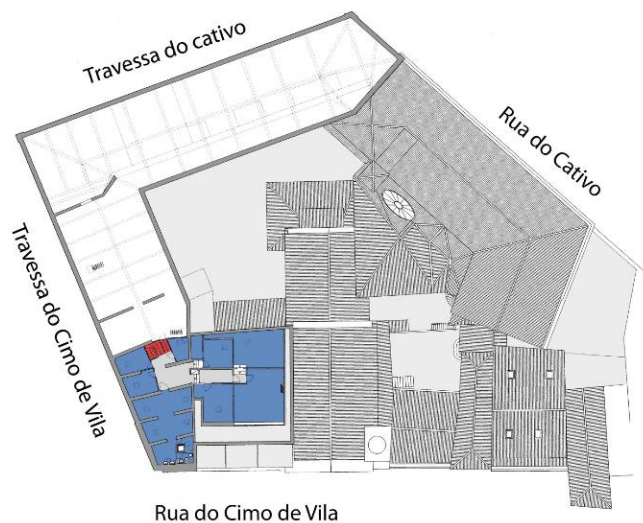 Travessa do cativo
Rua do Cativo
Travessa do Cimo de Vila
Rua do Cimo de Vila